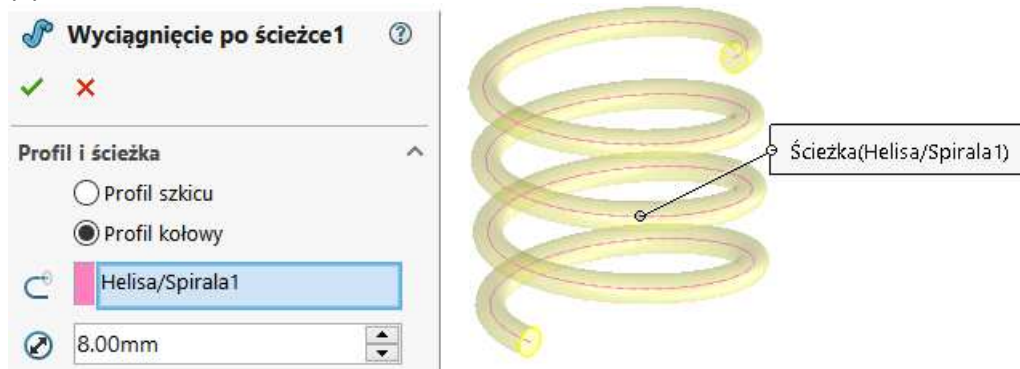 Wyciągnięcie po ścieżce1
Profil i ścieżka
Profil szkicu
Profil kołowy
Helisa/Spirala1
8.00mm
Ścieżka(Helisa/Spirala1)